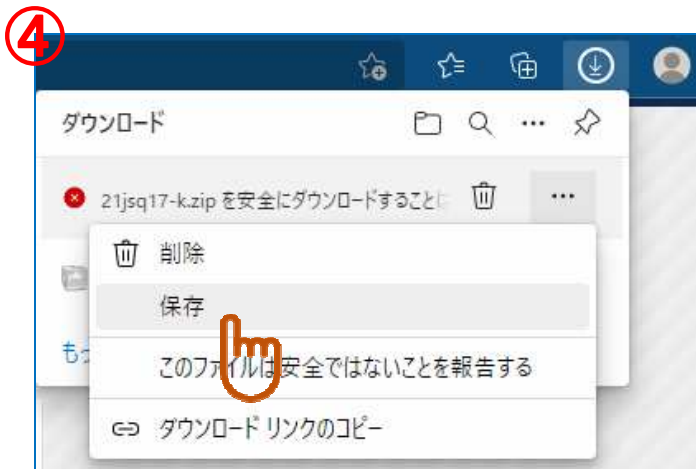 ④
ダウンロード
21jsq17-k.zip を安全にダウンロードすること
削除
保存
も
このファイルは安全ではないことを報告する
ダウンロード リンクのコピー